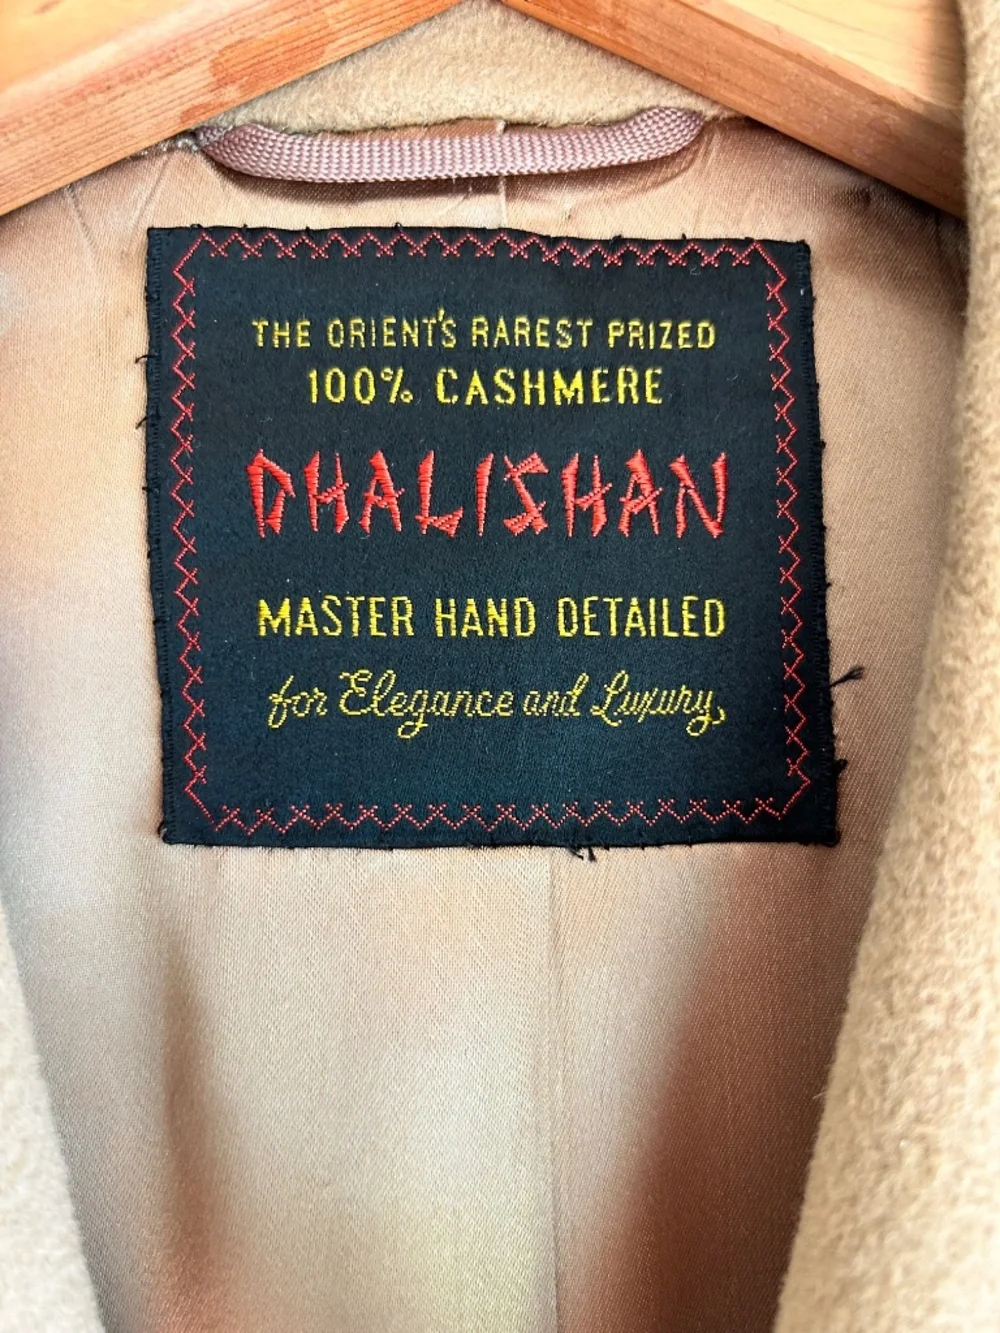 THE ORIENT'S RAREST PRIZED
100% CASHMERE
DHALISHAN
MASTER HAND DETAILED
for Elegance and Luxury